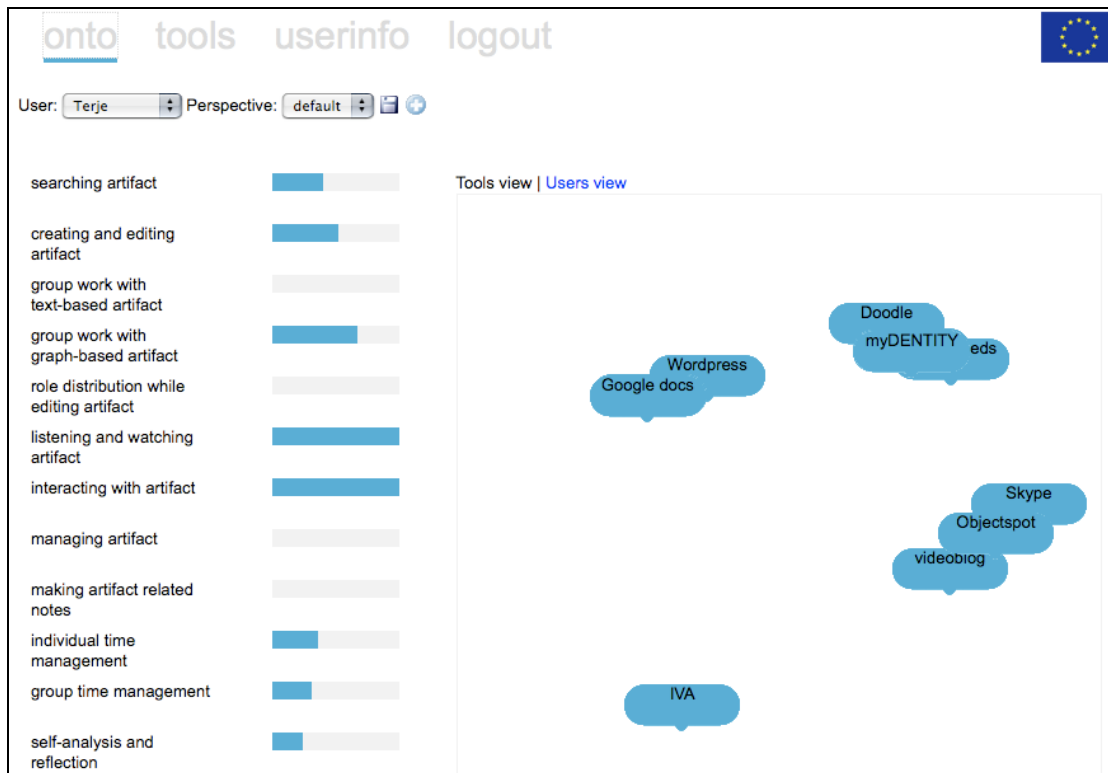 onto tools userinfo logout
User: Terje Perspective: default
searching artifact
creating and editing
artifact
group work with
text-based artifact
group work with
graph-based artifact
role distribution while
editing artifact
listening and watching
artifact
interacting with artifact
managing artifact
making artifact related
notes
individual time
management
group time management
self-analysis and
reflection
Tools view | Users view
Doodle
myDENTITY
eds
Wordpress
Google docs
Skype
Objectspot
videoblog
IVA